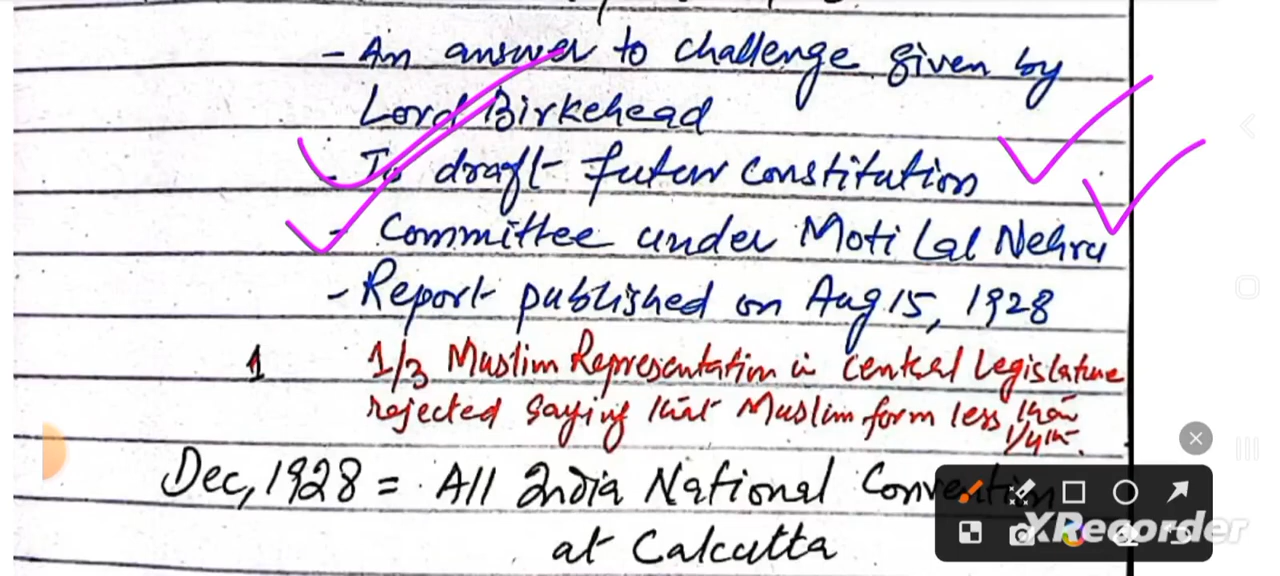 - An answer to challenge given by
Lord Birkehead
- To draft future Constitution
- Committee under Moti Lal Nehru
- Report published on Aug 15, 1928
1 1/3 Muslim Representation in Central Legislature
rejected saying that Muslim form less than
1/4th.
Dec, 1928 = All India National Convention
at Calcutta
XRecorder